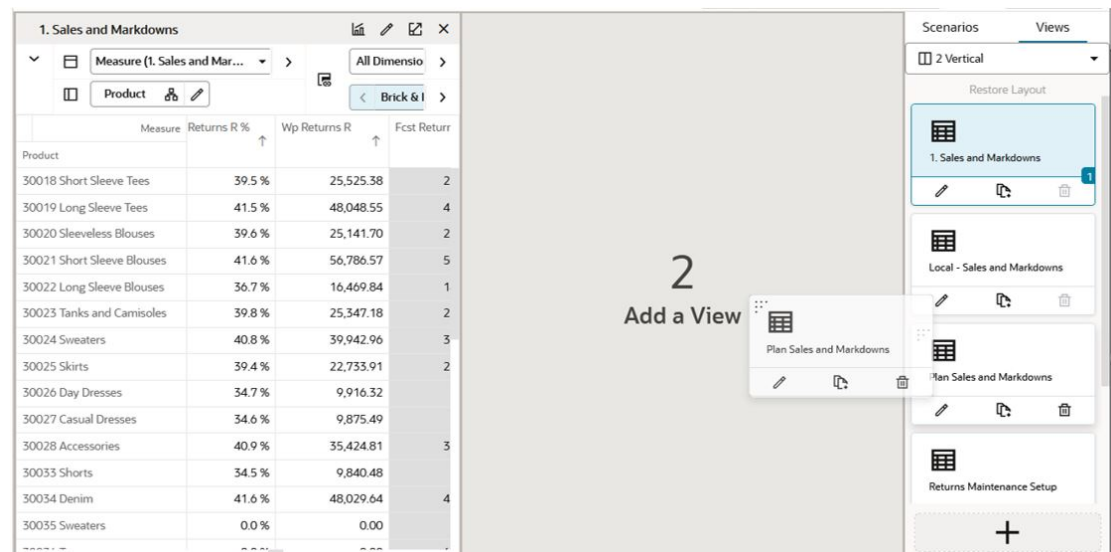 1. Sales and Markdowns
Measure (1. Sales and Mar...
All Dimensio
Product
Brick &
Measure Returns R % Wp Returns R Fcst Returr
Product
30018 Short Sleeve Tees 39.5 % 25,525.38 2
30019 Long Sleeve Tees 41.5 % 48,048.55 4
30020 Sleeveless Blouses 39.6 % 25,141.70 2
30021 Short Sleeve Blouses 41.6 % 56,786.57 5
30022 Long Sleeve Blouses 36.7 % 16,469.84 1
30023 Tanks and Camisoles 39.8 % 25,347.18 2
30024 Sweaters 40.8 % 39,942.96 3
30025 Skirts 39.4 % 22,733.91 2
30026 Day Dresses 34.7 % 9,916.32
30027 Casual Dresses 34.6 % 9,875.49
30028 Accessories 40.9 % 35,424.81 3
30033 Shorts 34.5 % 9,840.48
30034 Denim 41.6 % 48,029.64 4
30035 Sweaters 0.0 % 0.00
2
Add a View
Plan Sales and Markdowns
Scenarios Views
2 Vertical
Restore Layout
1. Sales and Markdowns
1
Local - Sales and Markdowns
Plan Sales and Markdowns
Returns Maintenance Setup